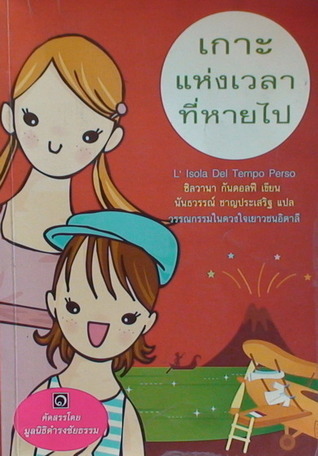 เกาะ
แห่งเวลา
ที่หายไป
L' Isola Del Tempo Perso
ซิลวานา กันดอลฟี เขียน
นันธวรรณ์ ชาญประเสริฐ แปล
วรรณกรรมในดวงใจเยาวชนอิตาลี
คัดสรรโดย
มูลนิธิดำรงชัยธรรม